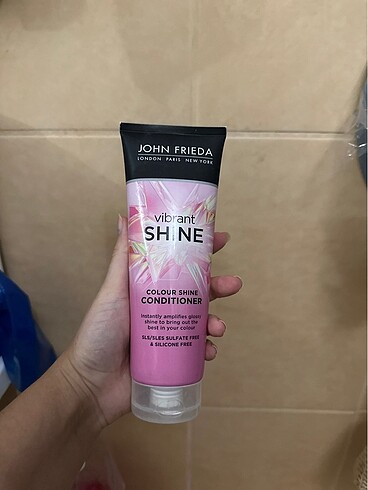 JOHN FRIEDA
LONDON PARIS NEW YORK
vibrant
SHINE
COLOUR SHINE
CONDITIONER
Instantly amplifies glossy
shine to bring out the
best in your colour
SLS/SLES SULFATE FREE
& SILICONE FREE